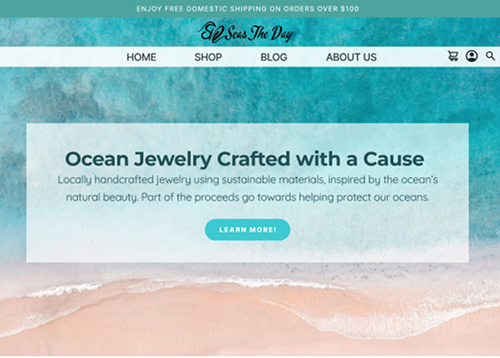 ENJOY FREE DOMESTIC SHIPPING ON ORDERS OVER $100
Seas The Day
HOME SHOP BLOG ABOUT US
Ocean Jewelry Crafted with a Cause
Locally handcrafted jewelry using sustainable materials, inspired by the ocean's
natural beauty. Part of the proceeds go towards helping protect our oceans.
LEARN MORE!